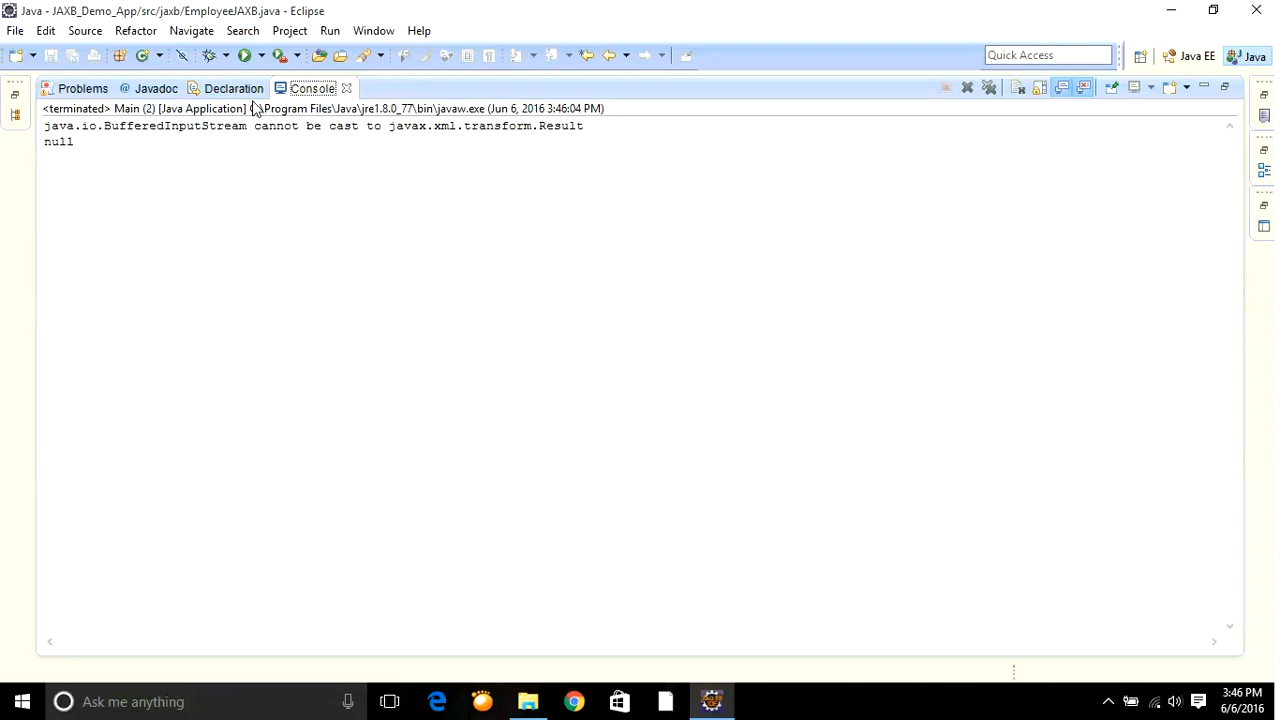 Java - JAXB_Demo_App/src/jaxb/EmployeeJAXB.java - Eclipse
File Edit Source Refactor Navigate Search Project Run Window Help
Quick Access Java EE Java
Problems @ Javadoc Declaration Console
<terminated> Main (2) [Java Application] \Program Files\Java\jre1.8.0_77\bin\javaw.exe (Jun 6, 2016 3:46:04 PM)
java.io.BufferedInputStream cannot be cast to javax.xml.transform.Result
null
Ask me anything
3:46 PM
6/6/2016